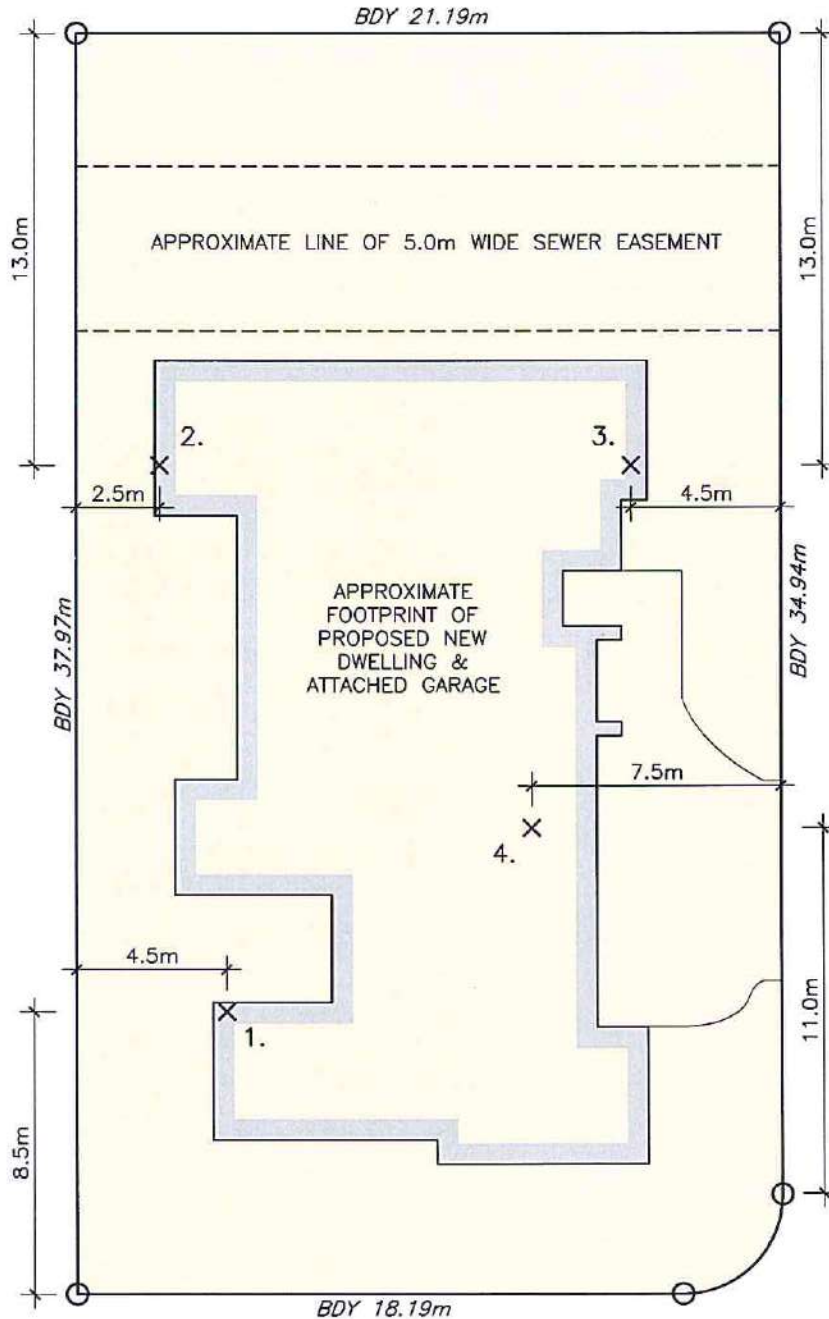 BDY 21.19m
13.0m
13.0m
APPROXIMATE LINE OF 5.0m WIDE SEWER EASEMENT
2.
3.
2.5m
4.5m
BDY 37.97m
BDY 34.94m
APPROXIMATE
FOOTPRINT OF
PROPOSED NEW
DWELLING &
ATTACHED GARAGE
7.5m
4.
4.5m
1.
11.0m
8.5m
BDY 18.19m